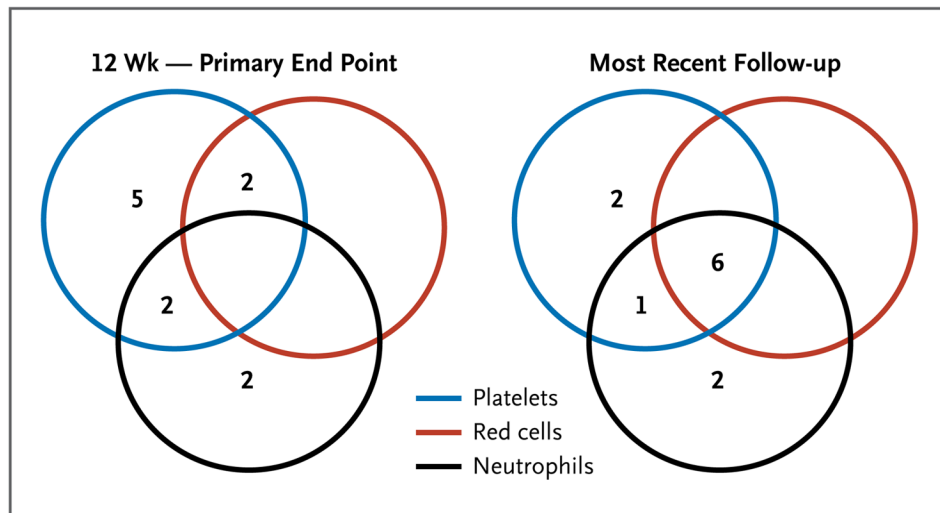 12 Wk — Primary End Point
5
2
2
2
Most Recent Follow-up
2
6
1
2
Platelets
Red cells
Neutrophils